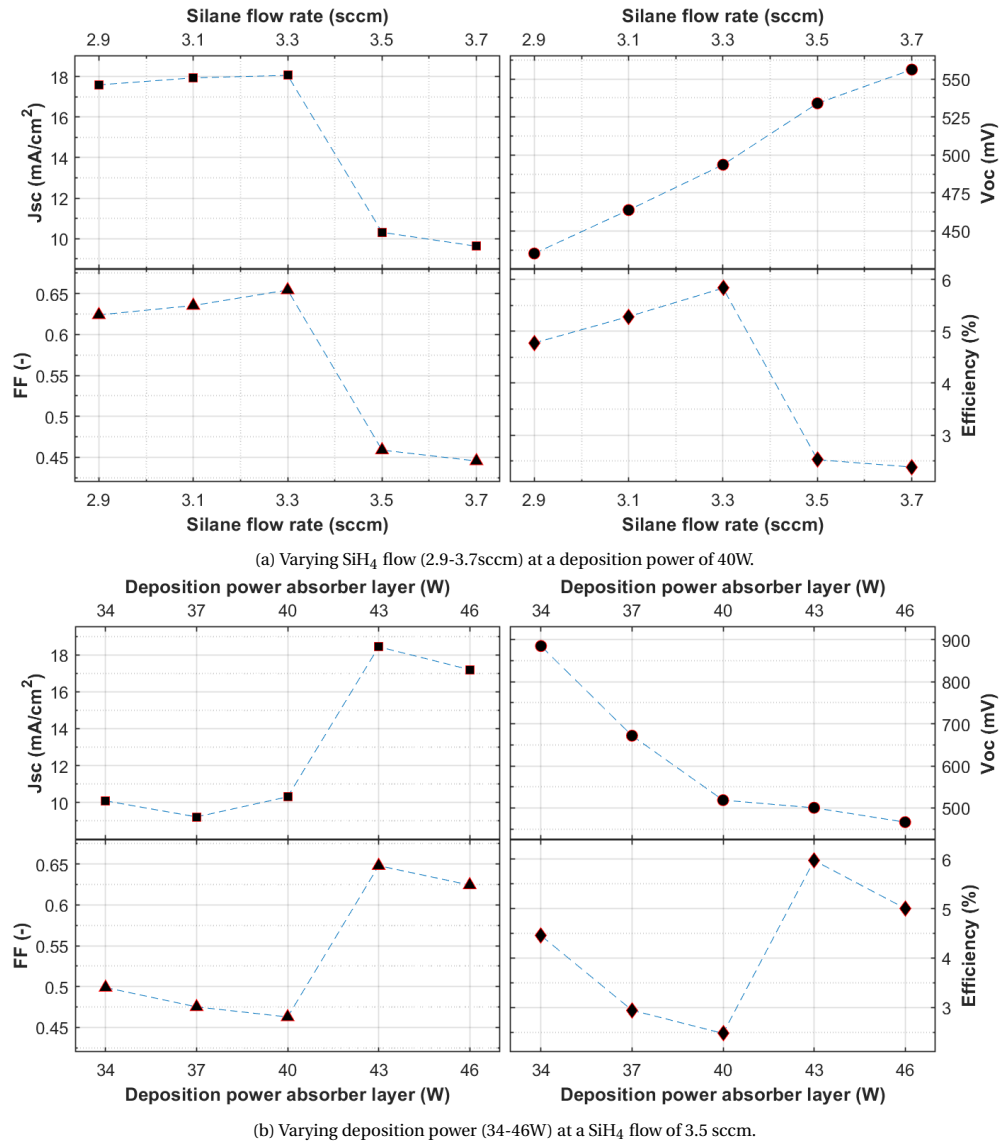 Silane flow rate (sccm) Silane flow rate (sccm)
2.9 3.1 3.3 3.5 3.7 2.9 3.1 3.3 3.5 3.7
18
16
14
12
10
Jsc (mA/cm²)
550
525
500
475
450
Voc (mV)
0.65
0.6
0.55
0.5
0.45
FF (-)
6
5
4
3
Efficiency (%)
2.9 3.1 3.3 3.5 3.7 2.9 3.1 3.3 3.5 3.7
Silane flow rate (sccm) Silane flow rate (sccm)
(a) Varying SiH₄ flow (2.9-3.7sccm) at a deposition power of 40W.
Deposition power absorber layer (W) Deposition power absorber layer (W)
34 37 40 43 46 34 37 40 43 46
18
16
14
12
10
Jsc (mA/cm²)
900
800
700
600
500
Voc (mV)
0.65
0.6
0.55
0.5
0.45
FF (-)
6
5
4
3
Efficiency (%)
34 37 40 43 46 34 37 40 43 46
Deposition power absorber layer (W) Deposition power absorber layer (W)
(b) Varying deposition power (34-46W) at a SiH₄ flow of 3.5 sccm.